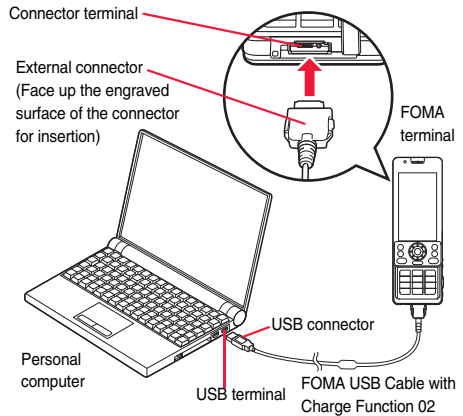 Connector terminal
External connector
(Face up the engraved
surface of the connector
for insertion)
FOMA
terminal
USB connector
Personal
computer
USB terminal
FOMA USB Cable with
Charge Function 02